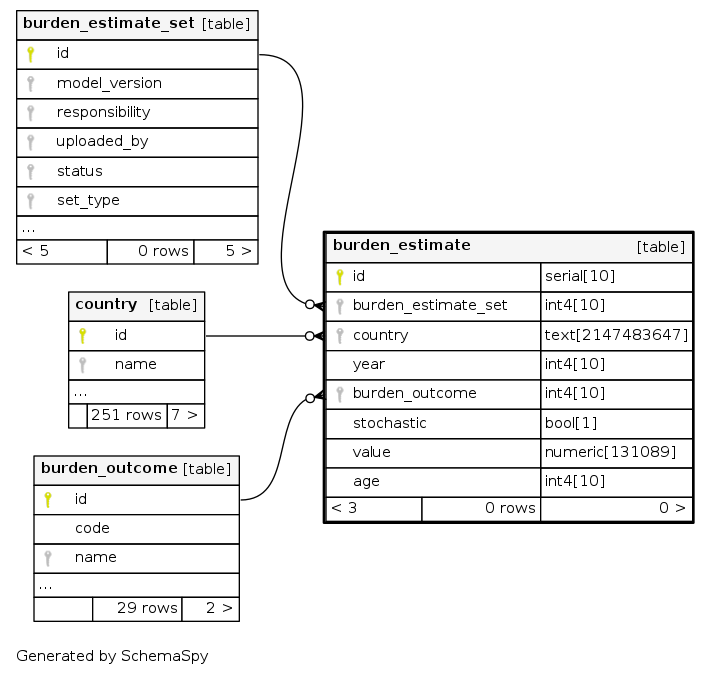 burden_estimate_set [table]
id
model_version
responsibility
uploaded_by
status
set_type
...
< 5 0 rows 5 >
burden_estimate [table]
id serial[10]
burden_estimate_set int4[10]
country text[2147483647]
year int4[10]
burden_outcome int4[10]
stochastic bool[1]
value numeric[131089]
age int4[10]
< 3 0 rows 0 >
country [table]
id
name
...
251 rows 7 >
burden_outcome [table]
id
code
name
...
29 rows 2 >
Generated by SchemaSpy